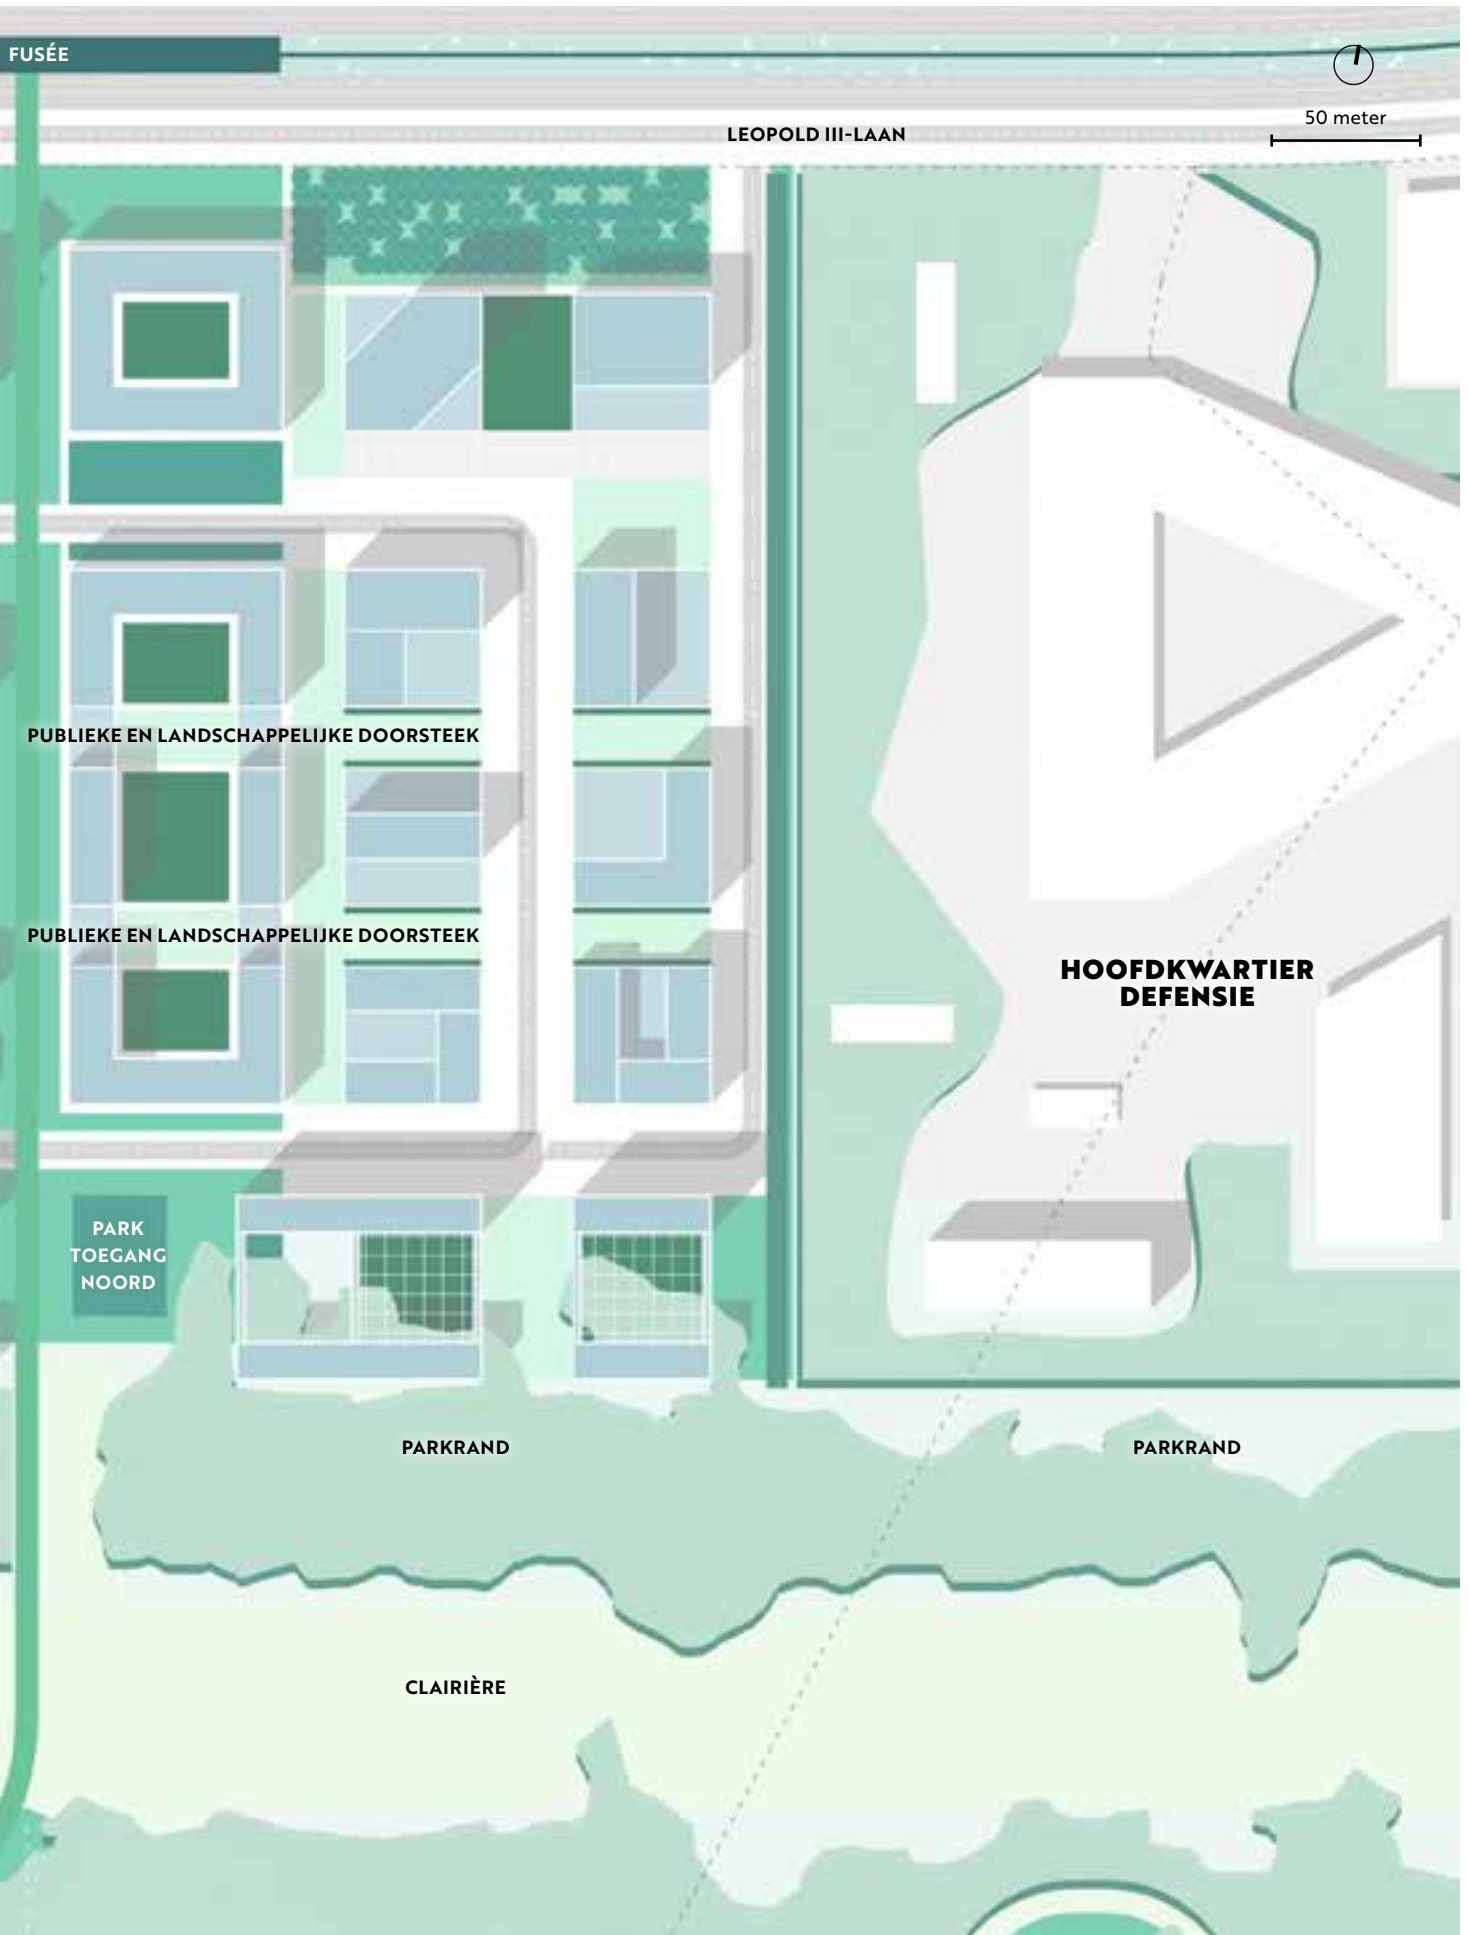 FUSÉE
50 meter
LEOPOLD III-LAAN
PUBLIEKE EN LANDSCHAPPELIJKE DOORSTEEK
PUBLIEKE EN LANDSCHAPPELIJKE DOORSTEEK
HOOFDKWARTIER
DEFENSIE
PARK
TOEGANG
NOORD
PARKRAND
PARKRAND
CLAIRIÈRE